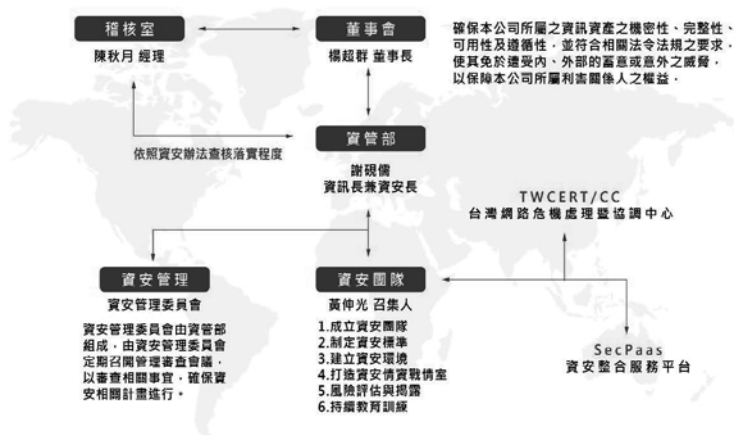 稽核室
陳秋月 經理
董事會
楊超群 董事長
確保本公司所屬之資訊資產之機密性、完整性、
可用性及遵循性，並符合相關法令法規之要求，
使其免於遭受內、外部的蓄意或意外之威脅，
以保障本公司所屬利害關係人之權益．
依照資安辦法查核落實程度
資管部
謝硯儒
資訊長兼資安長
TWCERT/CC
台灣網路危機處理暨協調中心
資安管理
資安管理委員會
資安管理委員會由資管部
組成，由資安管理委員會
定期召開管理審查會議，
以審查相關事宜，確保資
安相關計畫進行。
資安團隊
黃仲光 召集人
1.成立資安團隊
2.制定資安標準
3.建立資安環境
4.打造資安情資戰情室
5.風險評估與揭露
6.持續教育訓練
SecPaas
資安整合服務平台